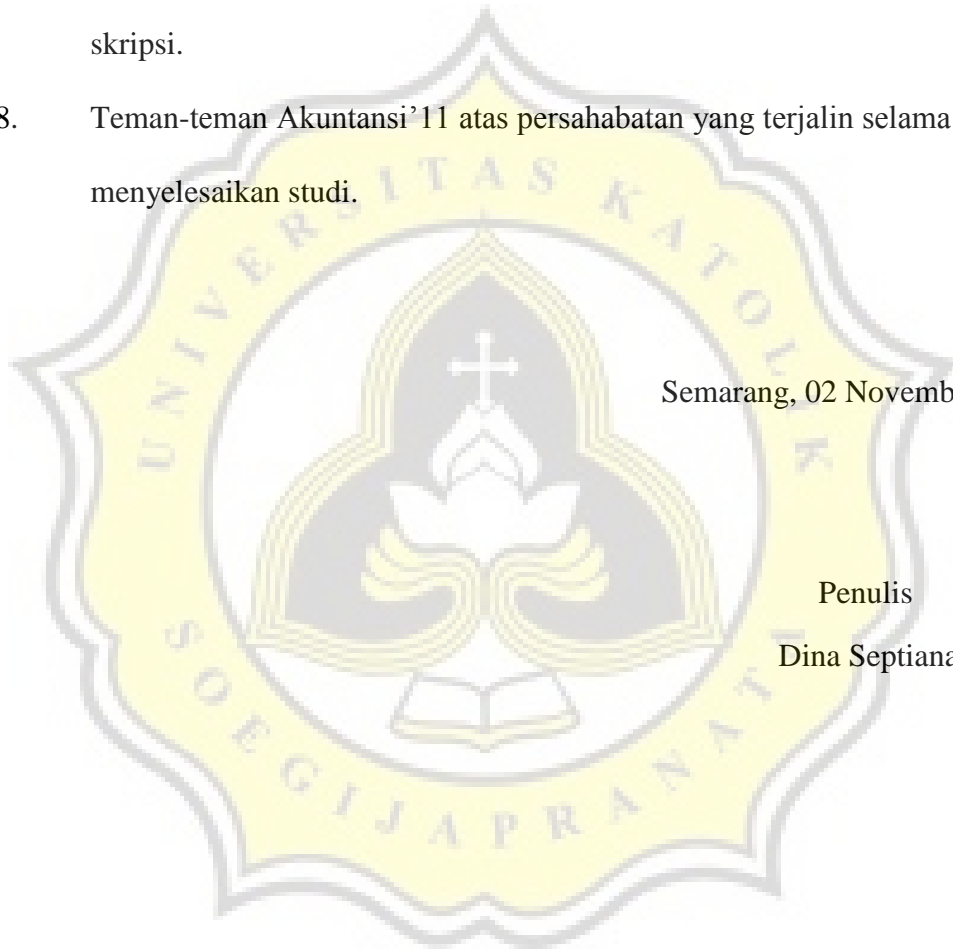 skripsi.
8. Teman-teman Akuntansi’11 atas persahabatan yang terjalin selama
menyelesaikan studi.
UNIVERSITAS KATOLIK
Semarang, 02 Novemb
Penulis
Dina Septiana
SOEGIJAPRANATA